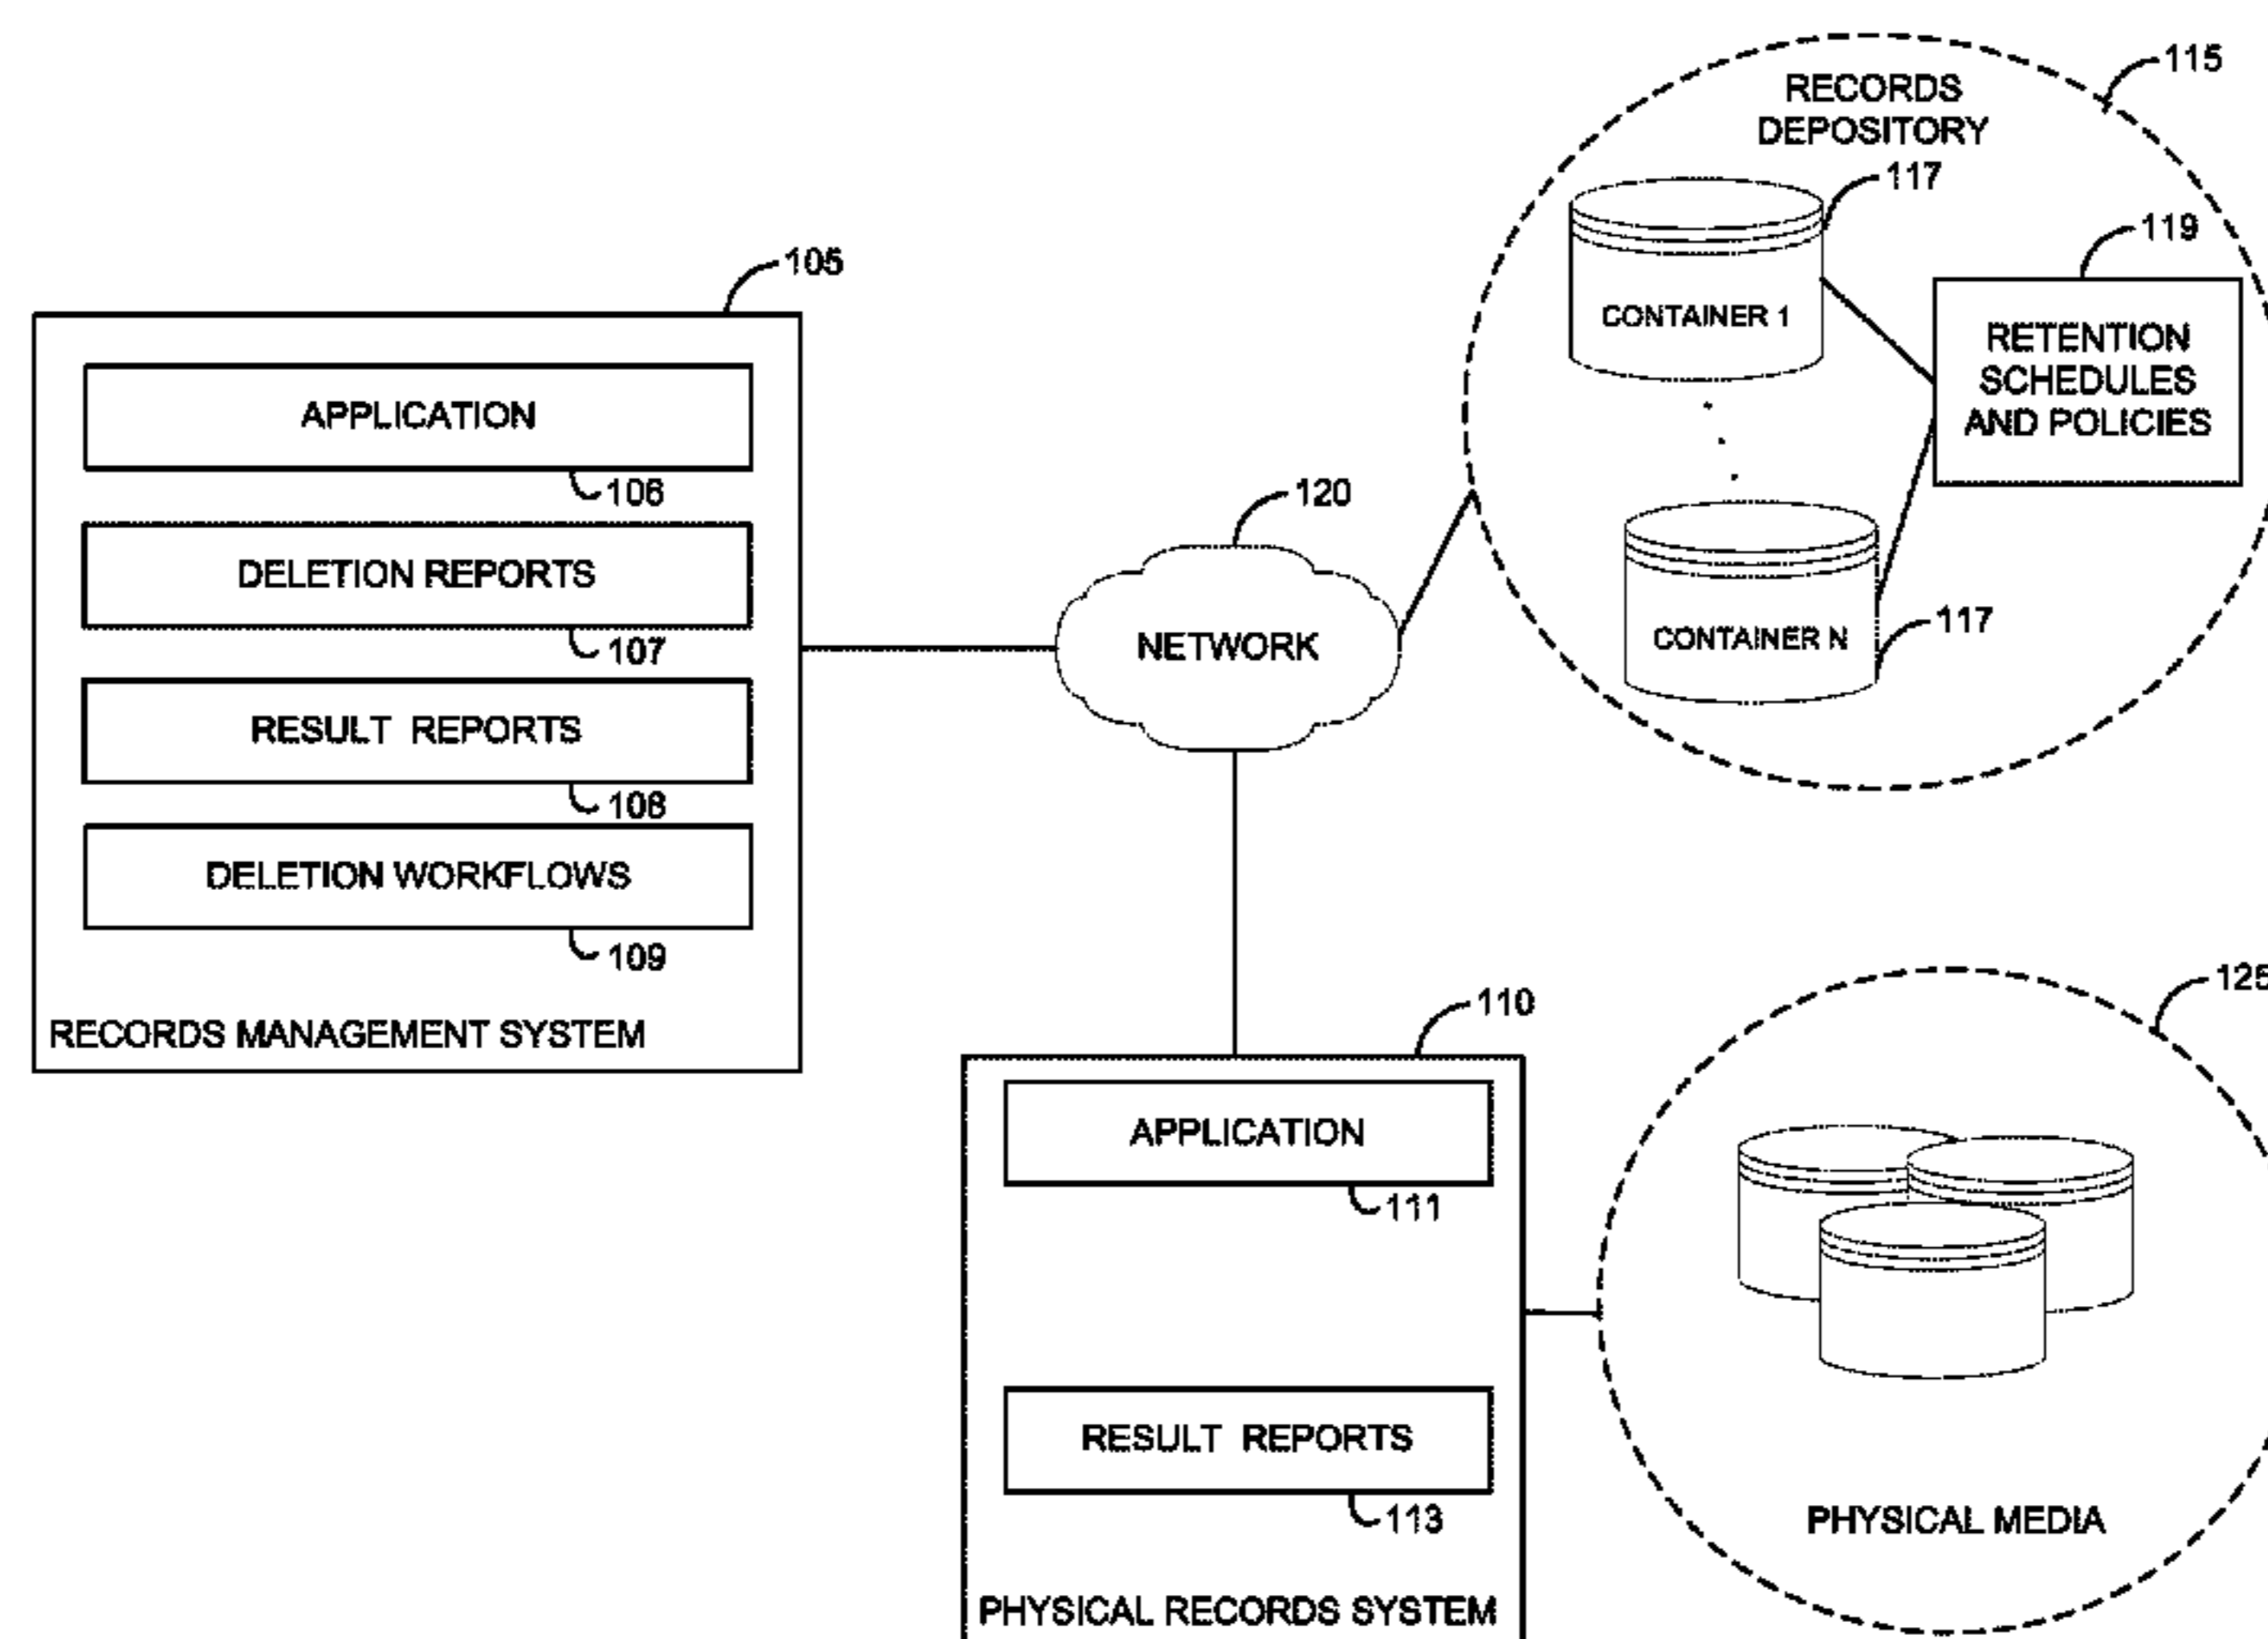 115
RECORDS
DEPOSITORY
117
119
CONTAINER 1
RETENTION
SCHEDULES
AND POLICIES
CONTAINER N
117
105
APPLICATION
106
DELETION REPORTS
107
RESULT REPORTS
108
DELETION WORKFLOWS
109
RECORDS MANAGEMENT SYSTEM
120
NETWORK
110
APPLICATION
111
RESULT REPORTS
113
PHYSICAL RECORDS SYSTEM
PHYSICAL MEDIA